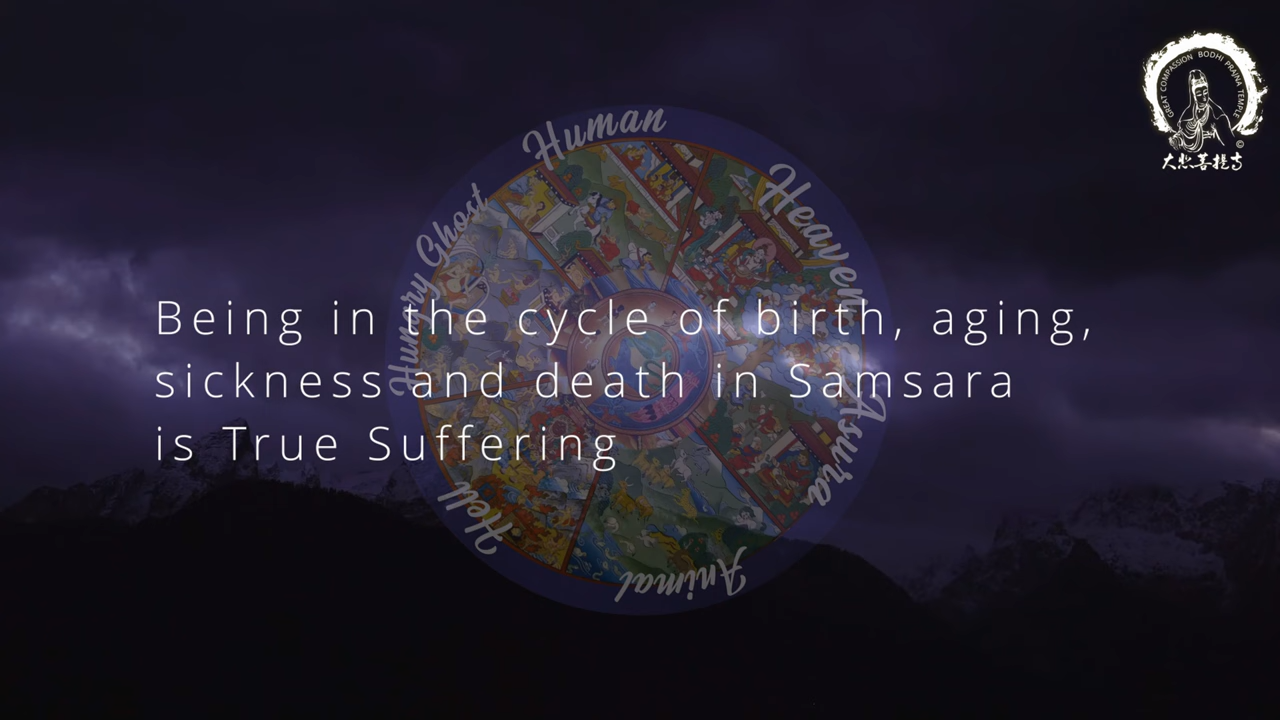 GREAT COMPASSION BODHI PRAJNA TEMPLE
©
大悲菩提寺
Human
Heaven
Hungry Ghost
Being in the cycle of birth, aging,
sickness and death in Samsara
is True Suffering
Asura
Hell
Animal